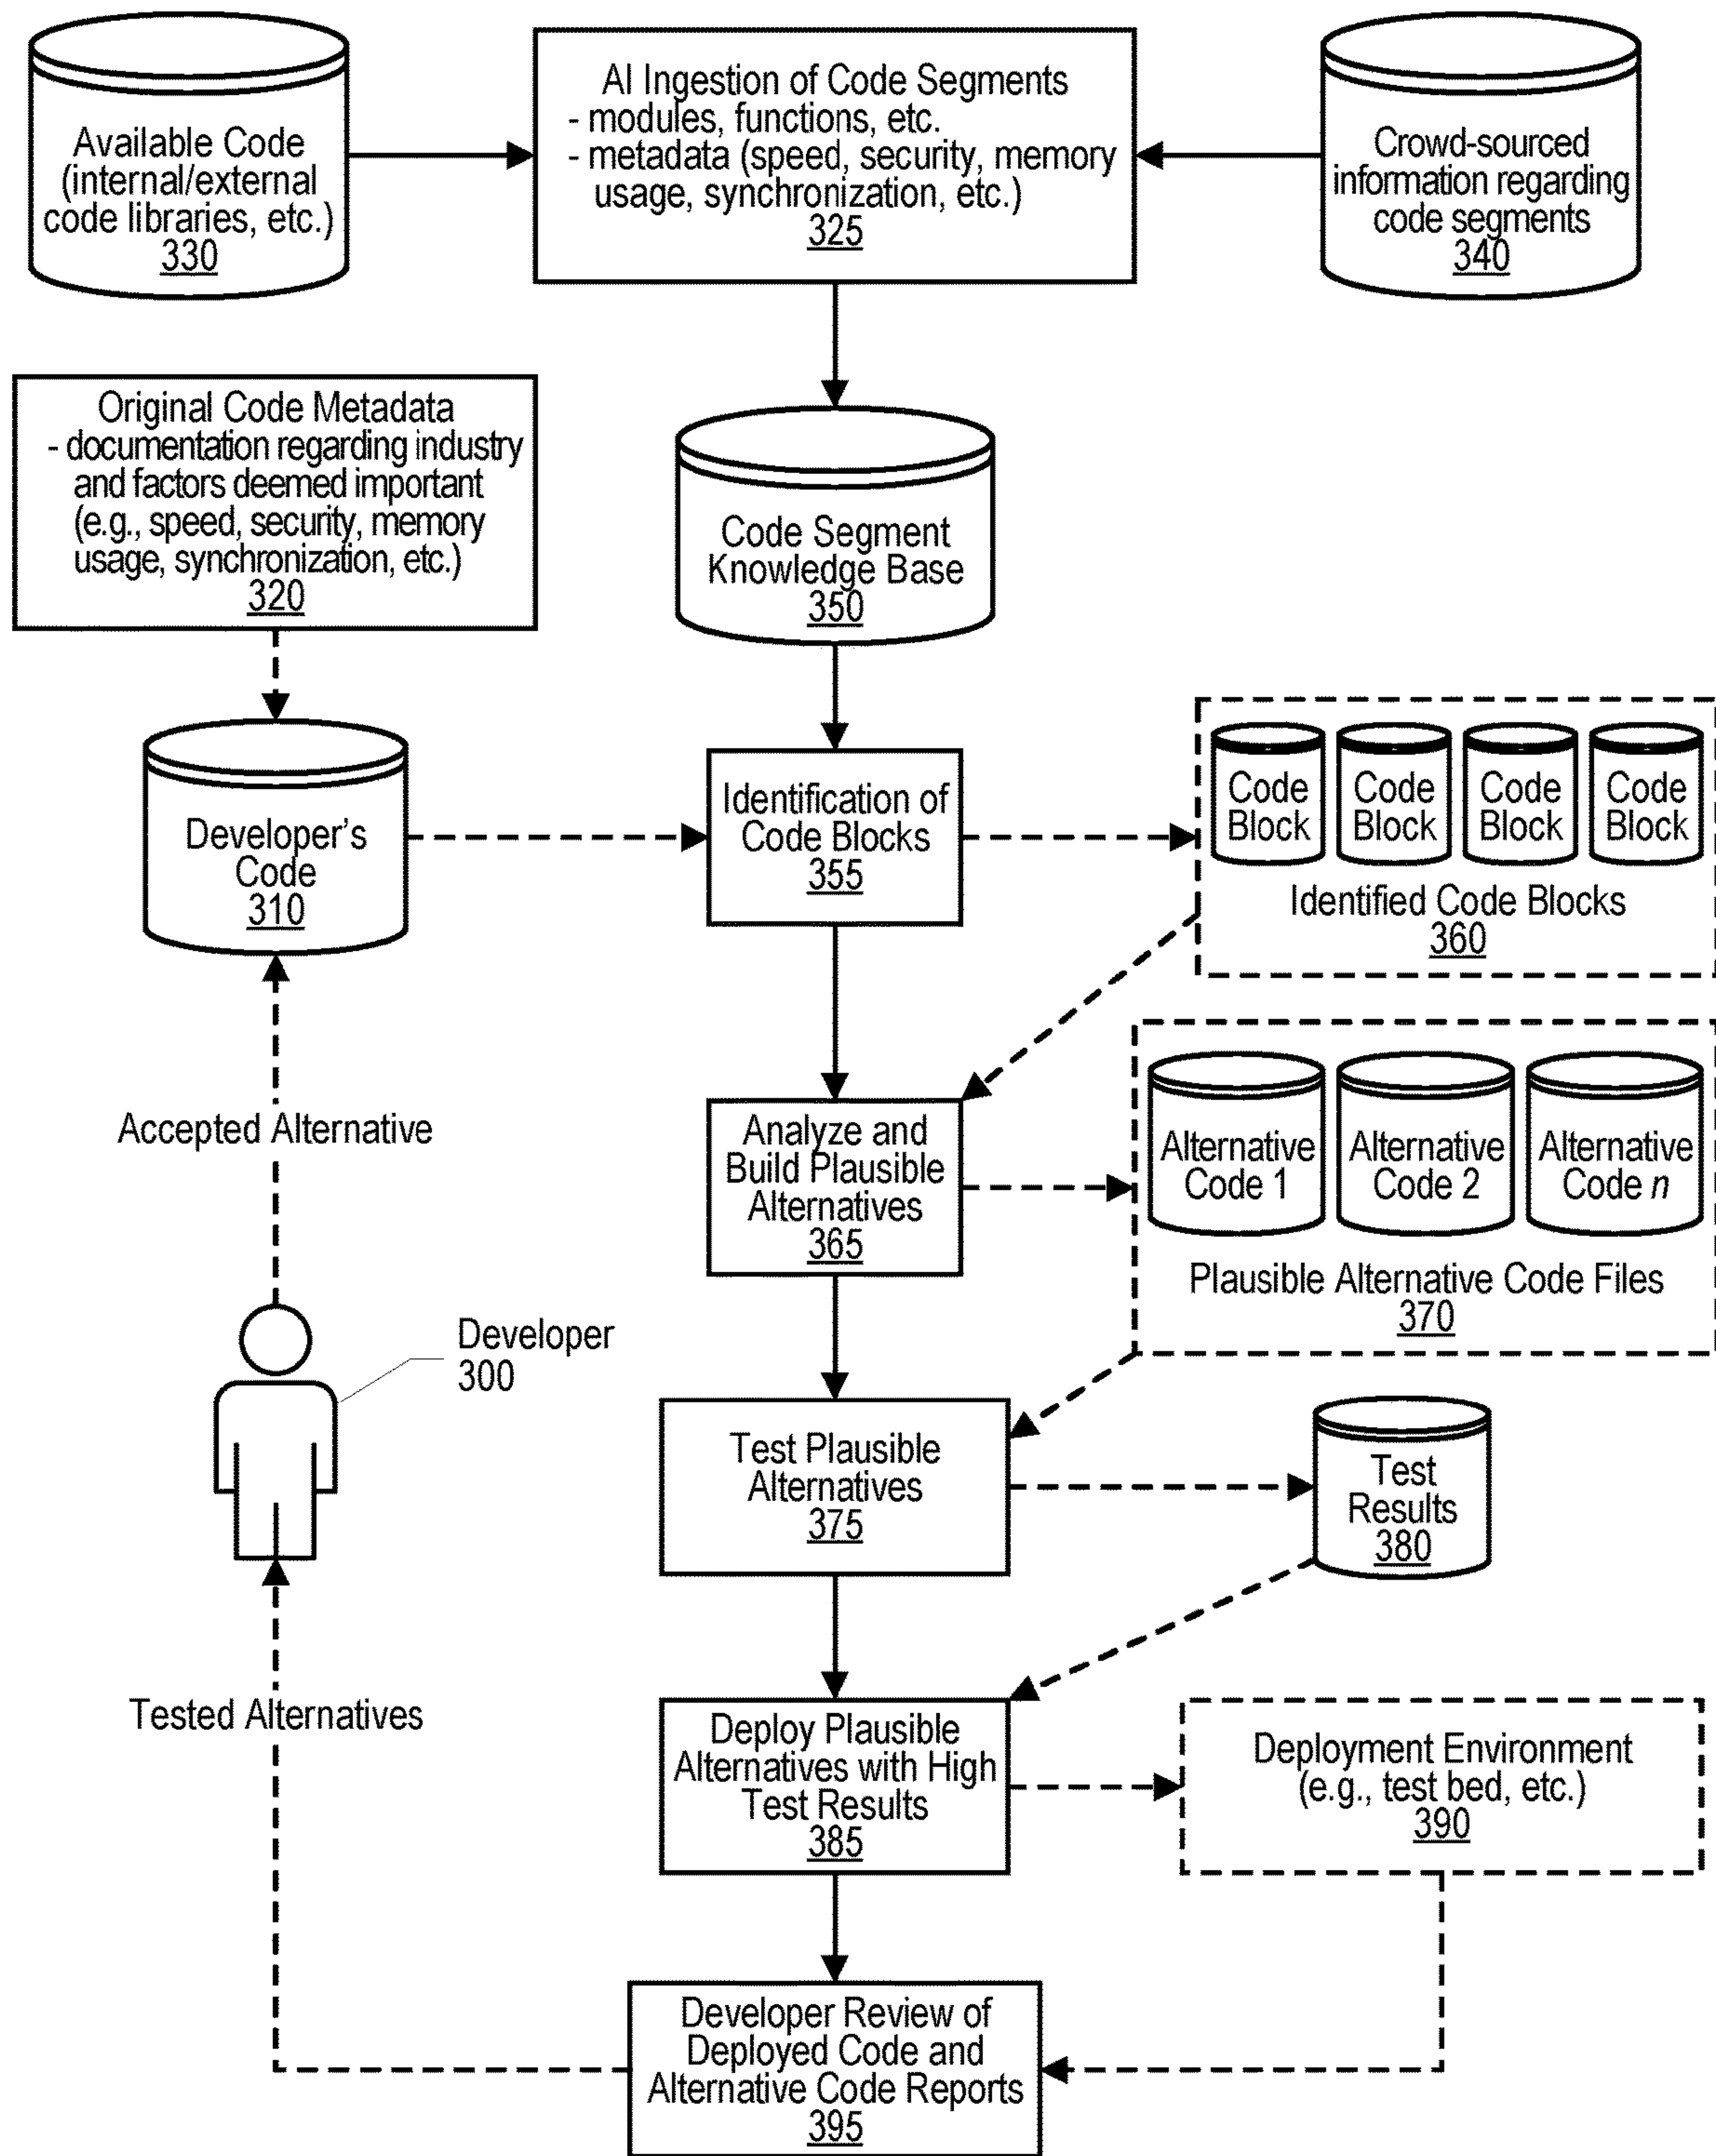 Available Code
(internal/external
code libraries, etc.)
330
AI Ingestion of Code Segments
- modules, functions, etc.
- metadata (speed, security, memory
usage, synchronization, etc.)
325
Crowd-sourced
information regarding
code segments
340
Original Code Metadata
- documentation regarding industry
and factors deemed important
(e.g., speed, security, memory
usage, synchronization, etc.)
320
Code Segment
Knowledge Base
350
Developer's
Code
310
Identification of
Code Blocks
355
Code
Block
Code
Block
Code
Block
Code
Block
Identified Code Blocks
360
Accepted Alternative
Analyze and
Build Plausible
Alternatives
365
Alternative
Code 1
Alternative
Code 2
Alternative
Code n
Plausible Alternative Code Files
370
Developer
300
Test Plausible
Alternatives
375
Test
Results
380
Tested Alternatives
Deploy Plausible
Alternatives with High
Test Results
385
Deployment Environment
(e.g., test bed, etc.)
390
Developer Review of
Deployed Code and
Alternative Code Reports
395